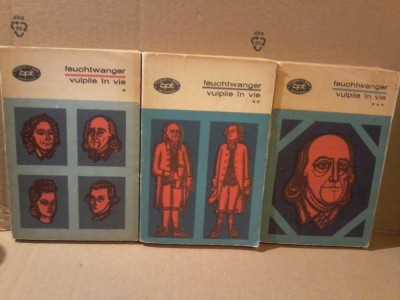 bpt
feuchtwanger
vulpile în vie
*
bpt
feuchtwanger
vulpile în vie
**
bpt
feuchtwanger
vulpile în vie
***